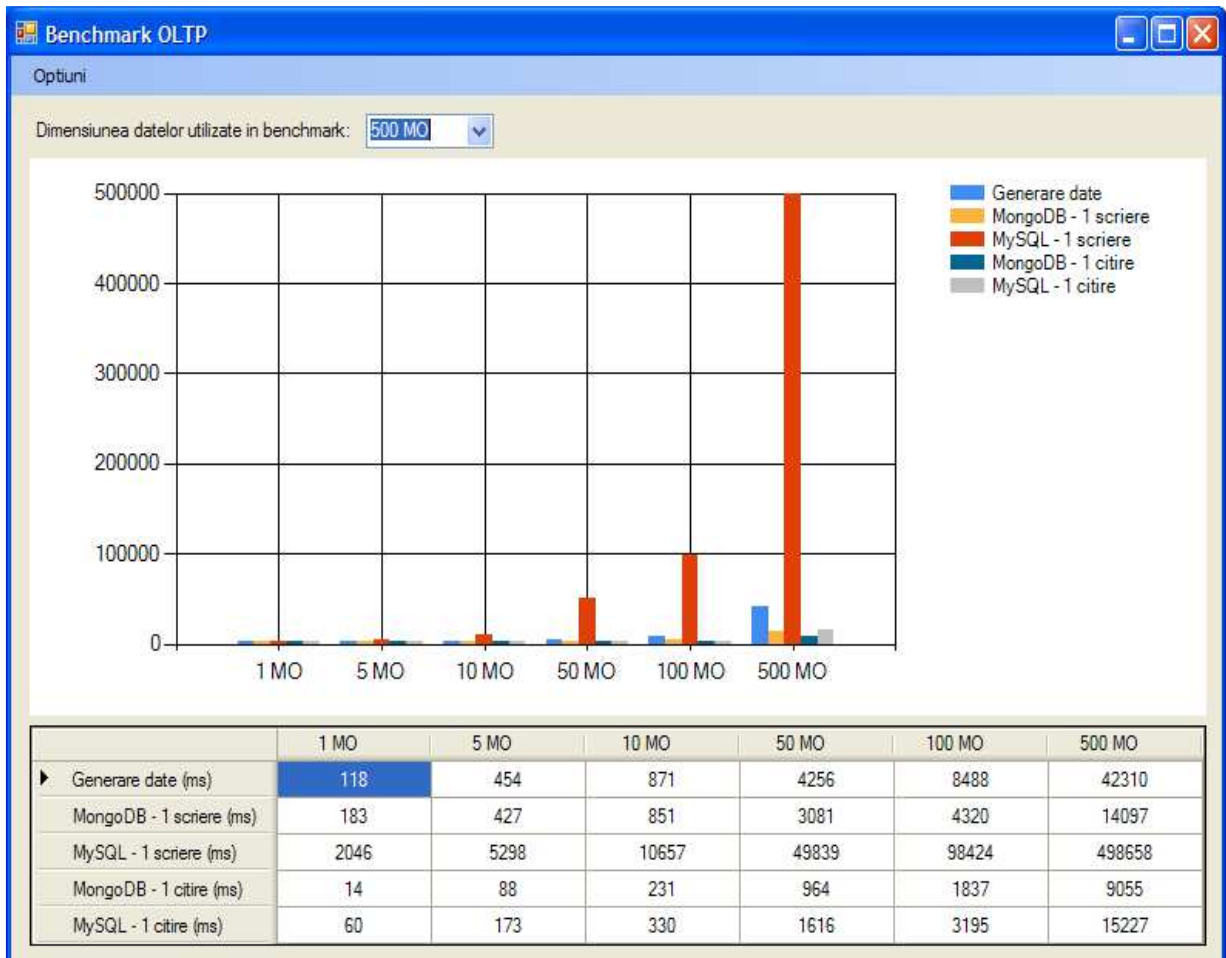 Benchmark OLTP
Optiuni
Dimensiunea datelor utilizate in benchmark: 500 MO
500000
400000
300000
200000
100000
0
1 MO 5 MO 10 MO 50 MO 100 MO 500 MO
Generare date
MongoDB - 1 scriere
MySQL - 1 scriere
MongoDB - 1 citire
MySQL - 1 citire
1 MO 5 MO 10 MO 50 MO 100 MO 500 MO
Generare date (ms) 118 454 871 4256 8488 42310
MongoDB - 1 scriere (ms) 183 427 851 3081 4320 14097
MySQL - 1 scriere (ms) 2046 5298 10657 49839 98424 498658
MongoDB - 1 citire (ms) 14 88 231 964 1837 9055
MySQL - 1 citire (ms) 60 173 330 1616 3195 15227